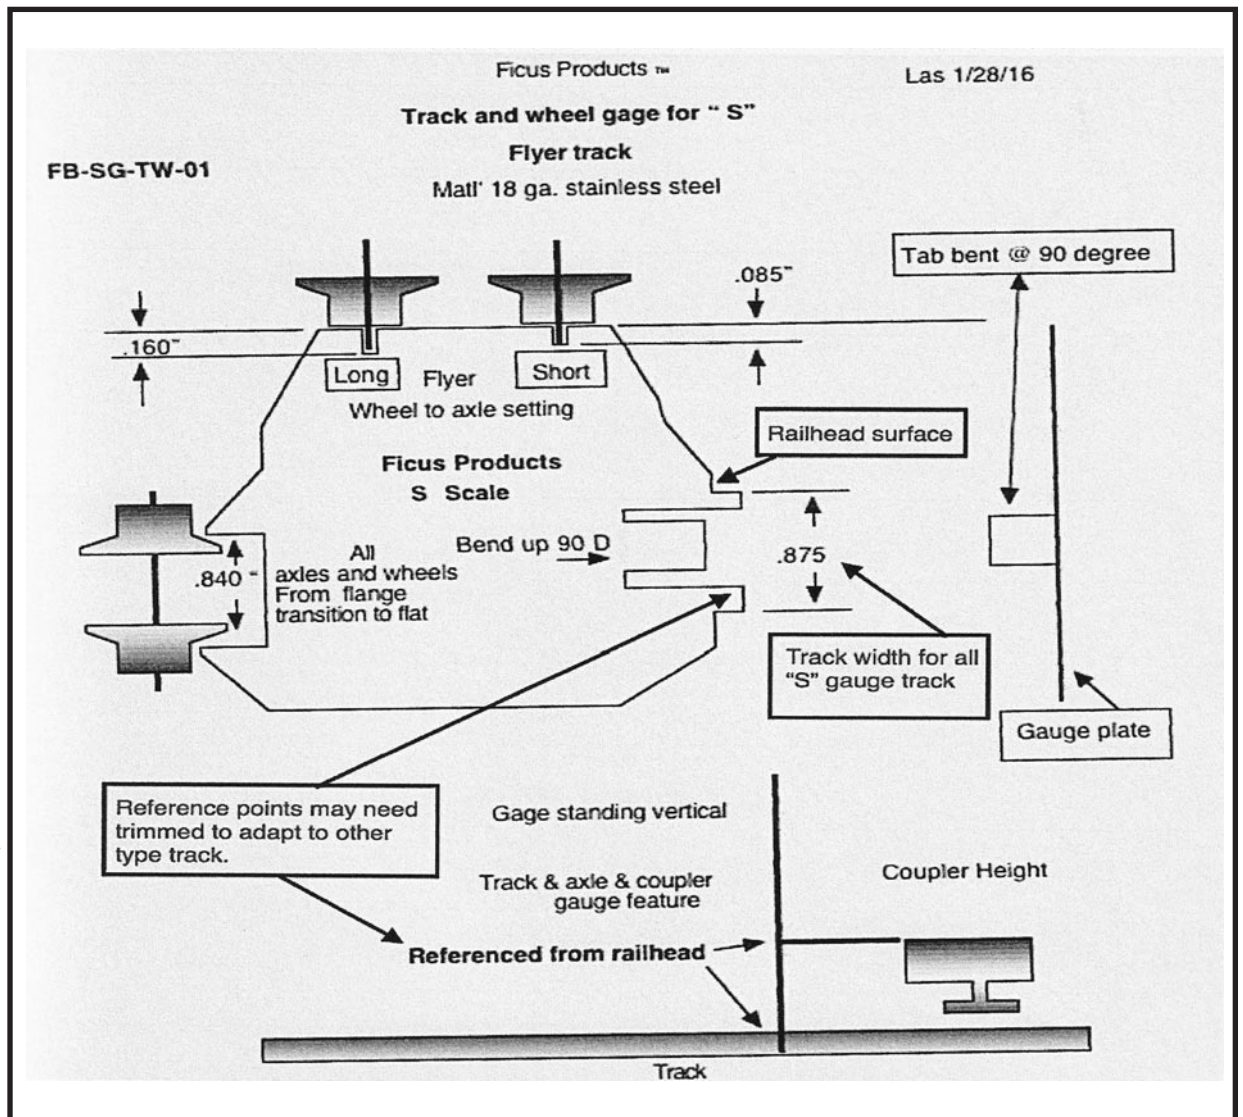 Ficus Products ™
Las 1/28/16
Track and wheel gage for “ S”
Flyer track
FB-SG-TW-01
Matl' 18 ga. stainless steel
Tab bent @ 90 degree
.085"
.160"
Long
Flyer
Short
Wheel to axle setting
Railhead surface
Ficus Products
S Scale
Bend up 90 D
.875
All
axles and wheels
From flange
transition to flat
.840 "
Track width for all
“S” gauge track
Gauge plate
Reference points may need
trimmed to adapt to other
type track.
Gage standing vertical
Track & axle & coupler
gauge feature
Coupler Height
Referenced from railhead
Track